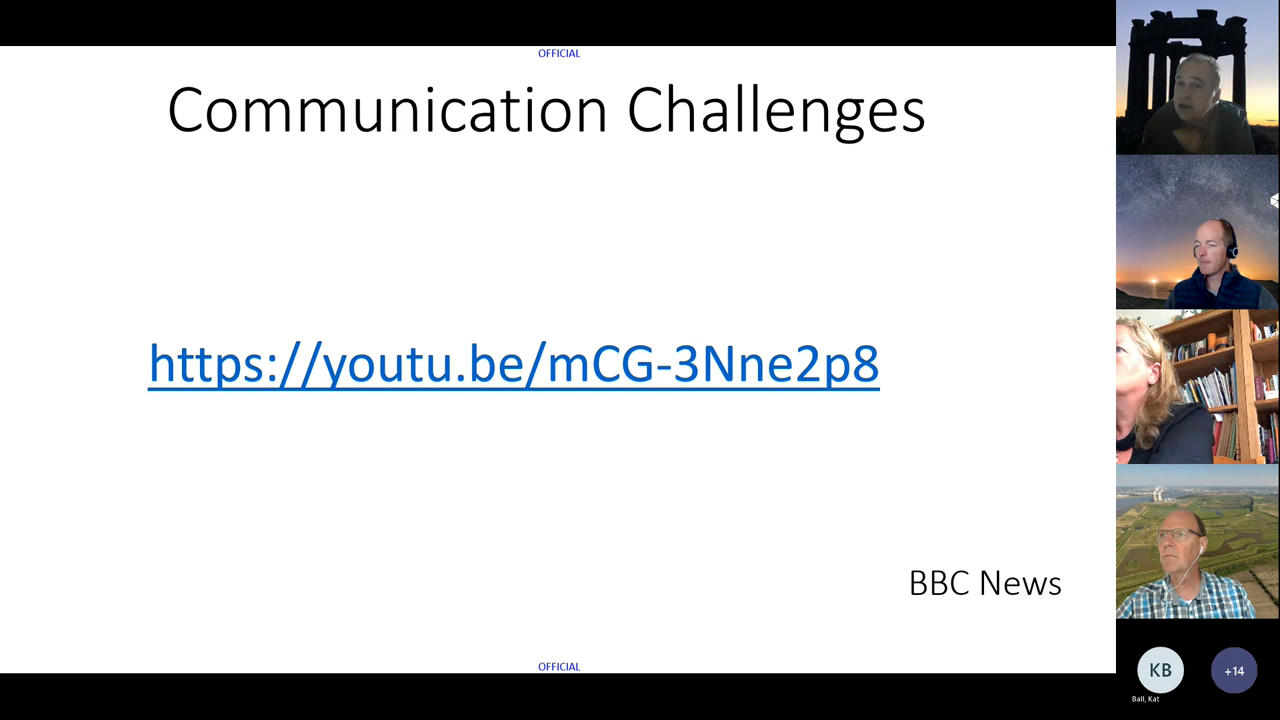 OFFICIAL
Communication Challenges
https://youtu.be/mCG-3Nne2p8
BBC News
OFFICIAL
KB
+14
Ball, Kat